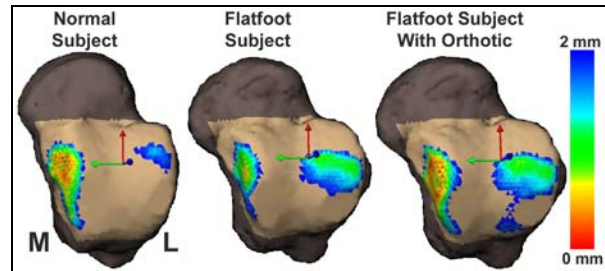 Normal
Subject
Flatfoot
Subject
Flatfoot Subject
With Orthotic
2 mm
M
L
0 mm